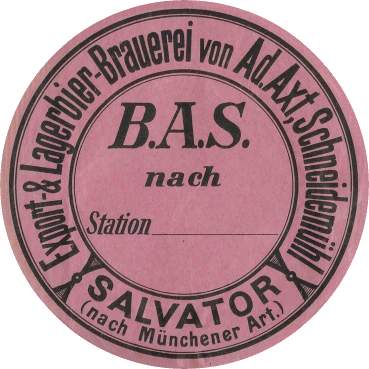 Export- & Lagerbier-Brauerei von Ad. Axt, Schneidemühl
B.A.S.
nach
Station
SALVATOR
(nach Münchener Art.)